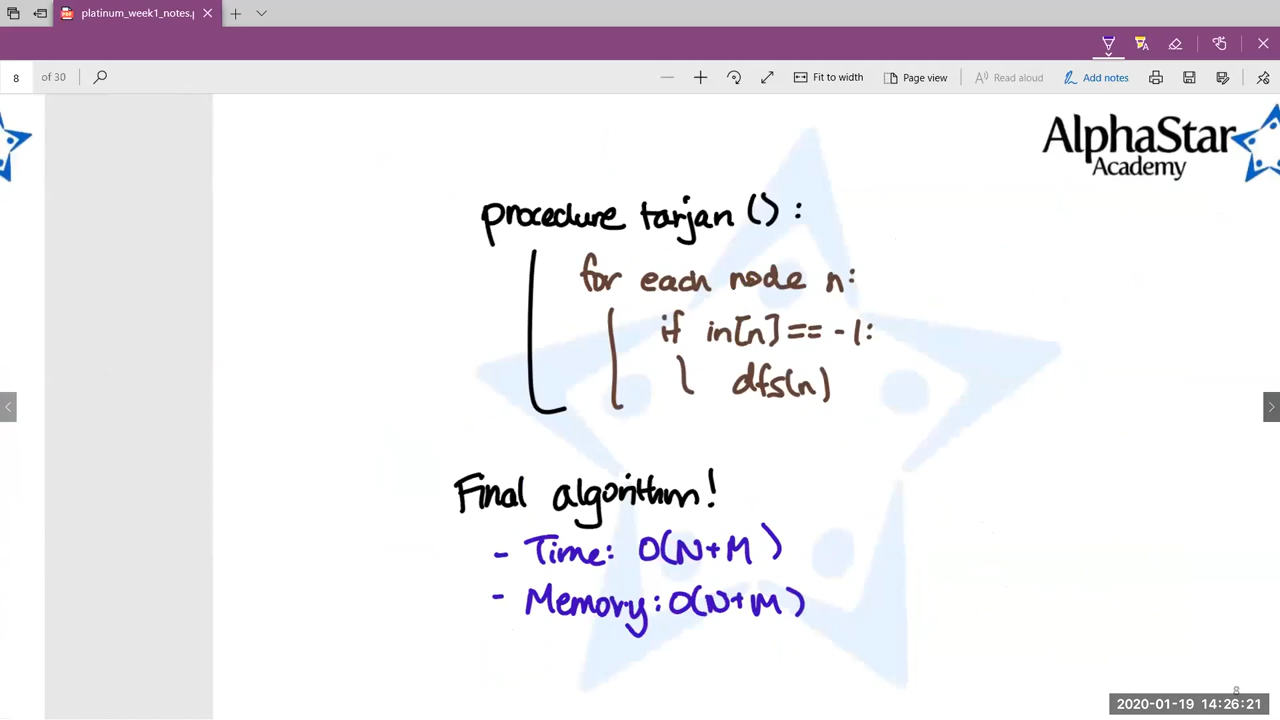 platinum_week1_notes.p
8 of 30
Fit to width
Page view
Read aloud
Add notes
AlphaStar
Academy
procedure tarjan():
for each node n:
if in[n]== -1:
dfs(n)
Final algorithm!
- Time: O(N+M)
- Memory: O(N+M)
8
2020-01-19 14:26:21